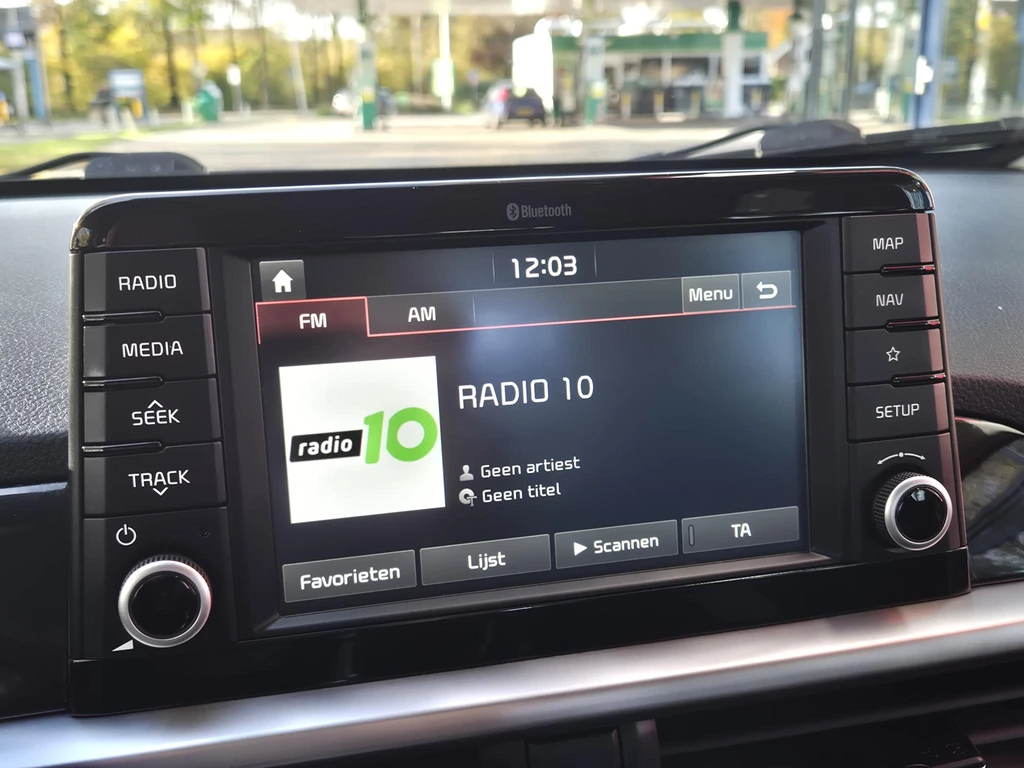 Bluetooth
RADIO
MEDIA
SEEK
TRACK
12:03
FM
AM
Menu
radio 10
RADIO 10
Geen artiest
Geen titel
Favorieten
Lijst
Scannen
TA
MAP
NAV
SETUP